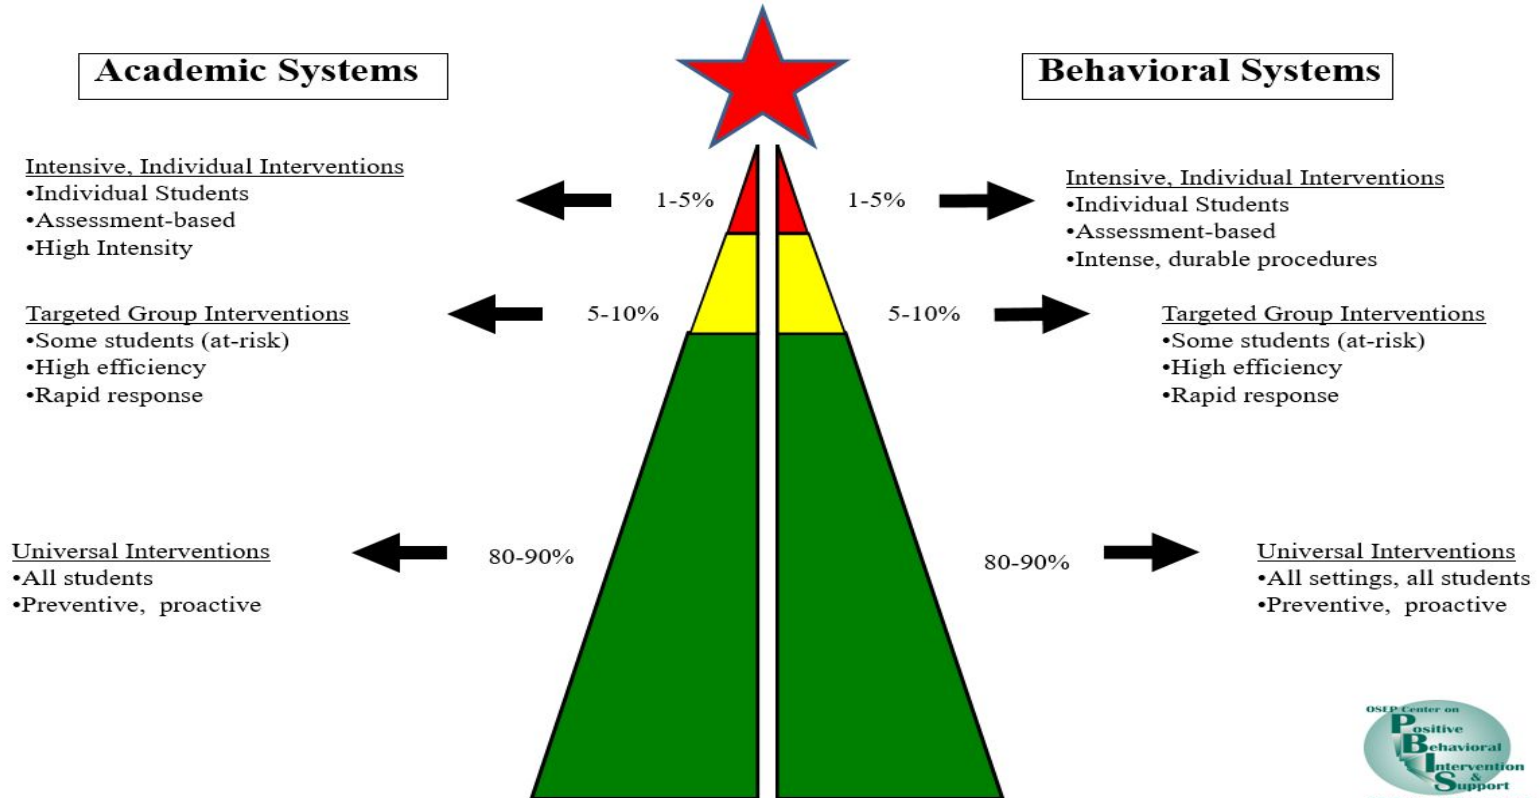 Academic Systems
Intensive, Individual Interventions
•Individual Students
•Assessment-based
•High Intensity
1-5%
Targeted Group Interventions
•Some students (at-risk)
•High efficiency
•Rapid response
5-10%
Universal Interventions
•All students
•Preventive, proactive
80-90%
Behavioral Systems
1-5%
Intensive, Individual Interventions
•Individual Students
•Assessment-based
•Intense, durable procedures
5-10%
Targeted Group Interventions
•Some students (at-risk)
•High efficiency
•Rapid response
80-90%
Universal Interventions
•All settings, all students
•Preventive, proactive
OSEP Center on
Positive
Behavioral
Intervention
&
Support